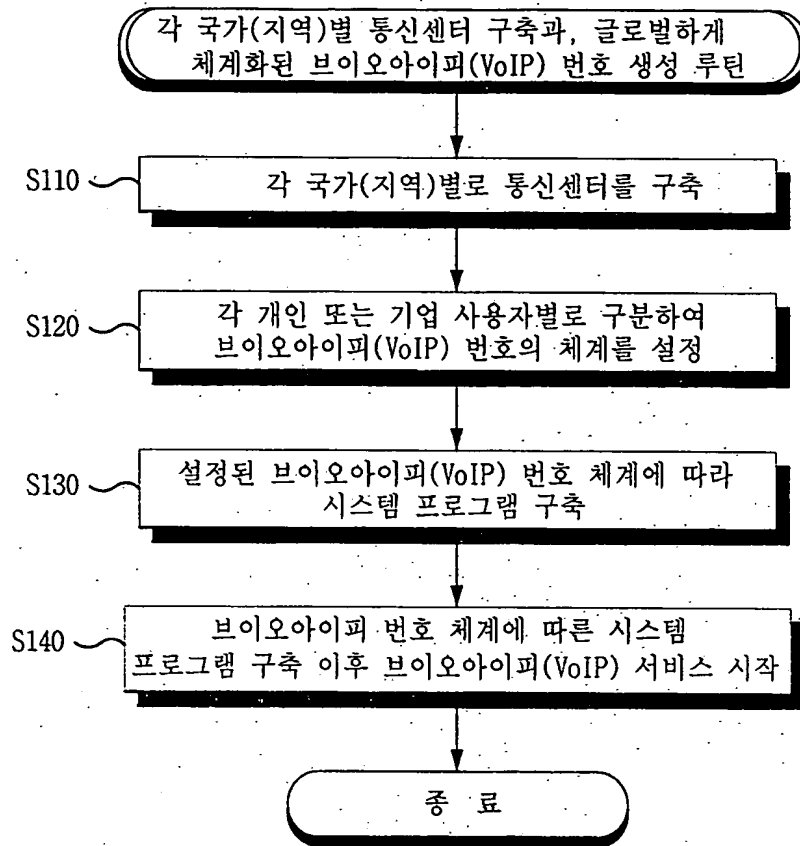 각 국가(지역)별 통신센터 구축과, 글로벌하게
체계화된 브이오아이피(VoIP) 번호 생성 루틴
S110
각 국가(지역)별로 통신센터를 구축
S120
각 개인 또는 기업 사용자별로 구분하여
브이오아이피(VoIP) 번호의 체계를 설정
S130
설정된 브이오아이피(VoIP) 번호 체계에 따라
시스템 프로그램 구축
S140
브이오아이피 번호 체계에 따른 시스템
프로그램 구축 이후 브이오아이피(VoIP) 서비스 시작
종 료